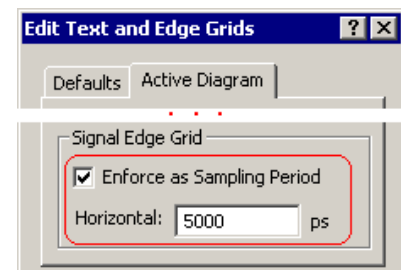 Edit Text and Edge Grids ? ×
Defaults Active Diagram
. . .
Signal Edge Grid
Enforce as Sampling Period
Horizontal: 5000 ps